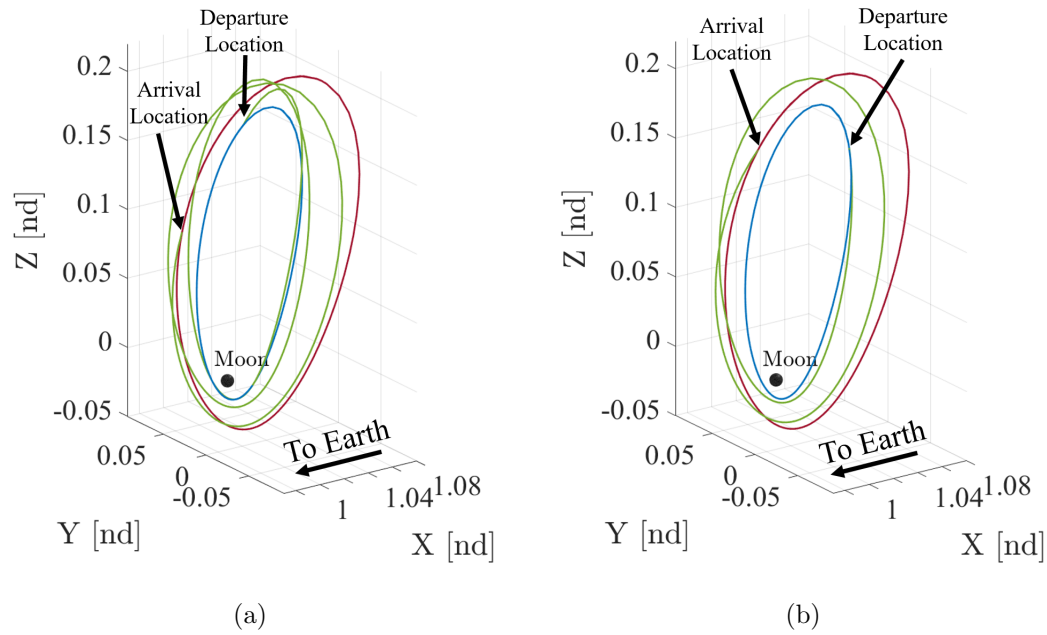 Departure
Location
Arrival
Location
0.2
0.15
0.1
0.05
0
-0.05
Z [nd]
Moon
To Earth
0.05
0
-0.05
Y [nd]
1
1.04
1.08
X [nd]
(a)
Arrival
Location
Departure
Location
0.2
0.15
0.1
0.05
0
-0.05
Z [nd]
Moon
To Earth
0.05
0
-0.05
Y [nd]
1
1.04
1.08
X [nd]
(b)